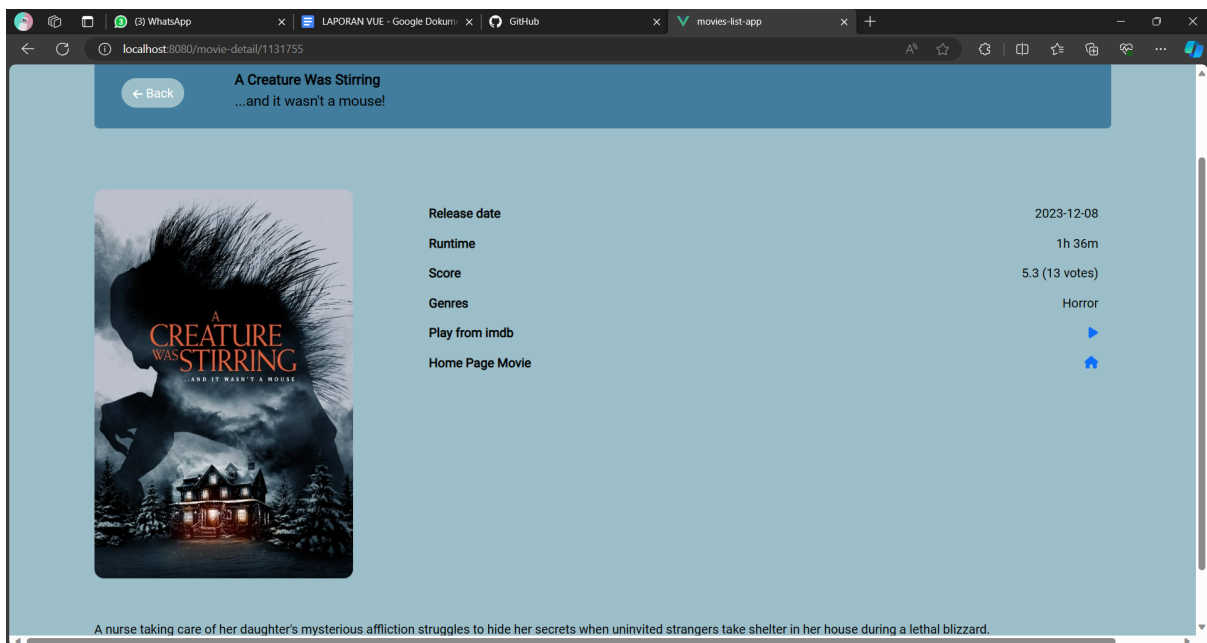 (3) WhatsApp
LAPORAN VUE - Google Dokum
GitHub
movies-list-app
localhost:8080/movie-detail/1131755
← Back
A Creature Was Stirring
...and it wasn't a mouse!
A
CREATURE
WAS STIRRING
...AND IT WASN'T A MOUSE
Release date 2023-12-08
Runtime 1h 36m
Score 5.3 (13 votes)
Genres Horror
Play from imdb
Home Page Movie
A nurse taking care of her daughter's mysterious affliction struggles to hide her secrets when uninvited strangers take shelter in her house during a lethal blizzard.